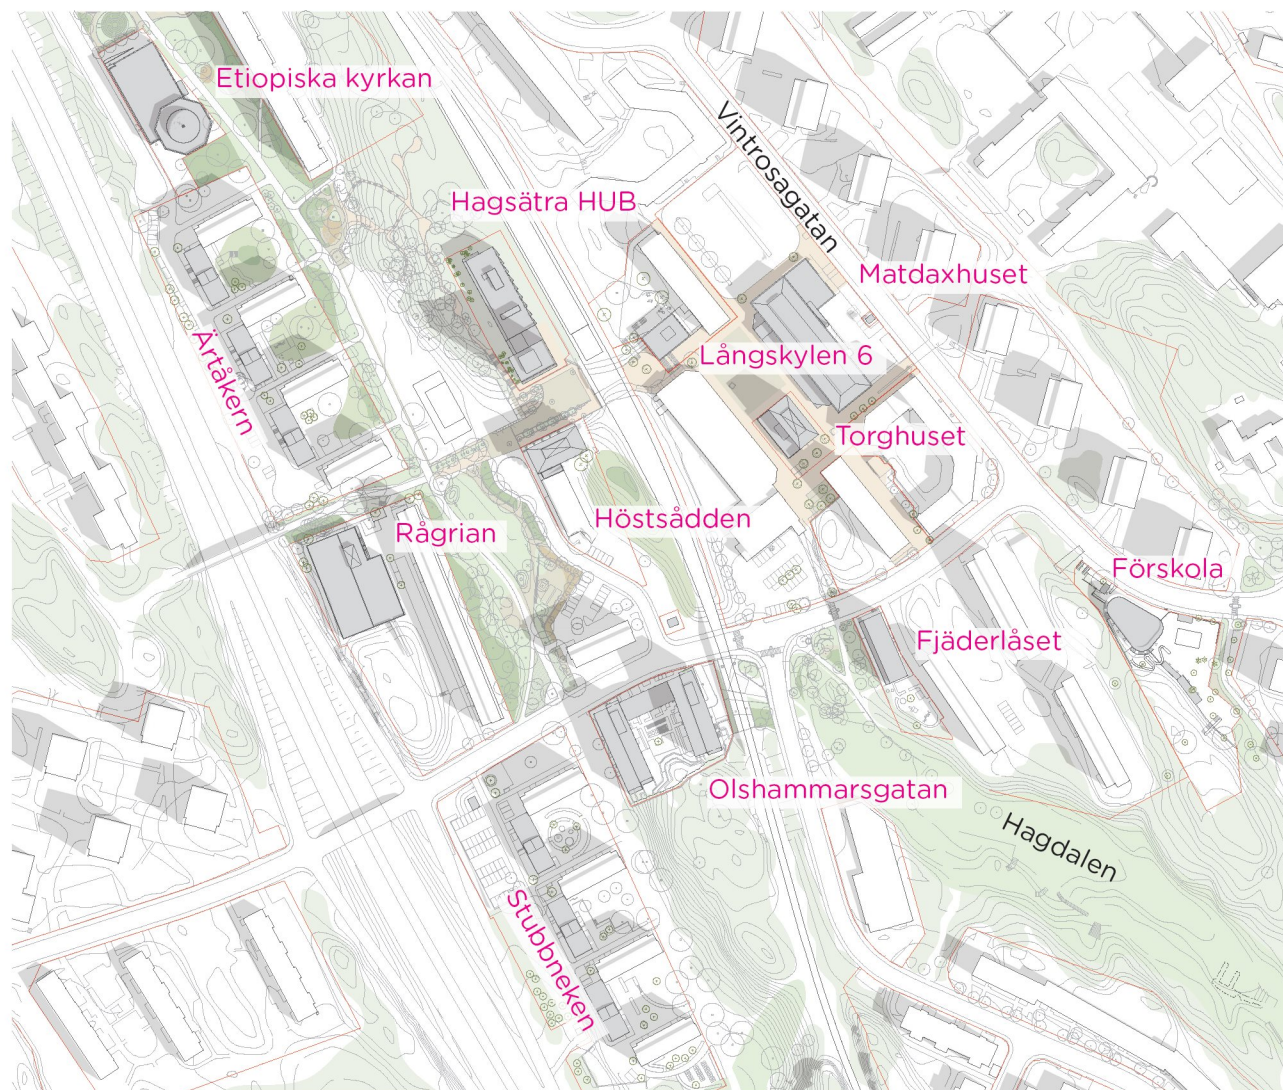 Etiopiska kyrkan
Vintrosagatan
Hagsätra HUB
Matdaxhuset
Ärtåkern
Långskylen 6
Torghuset
Höstsådden
Rågrian
Förskola
Fjäderlåset
Olshammarsgatan
Hagdalen
Stubbneken